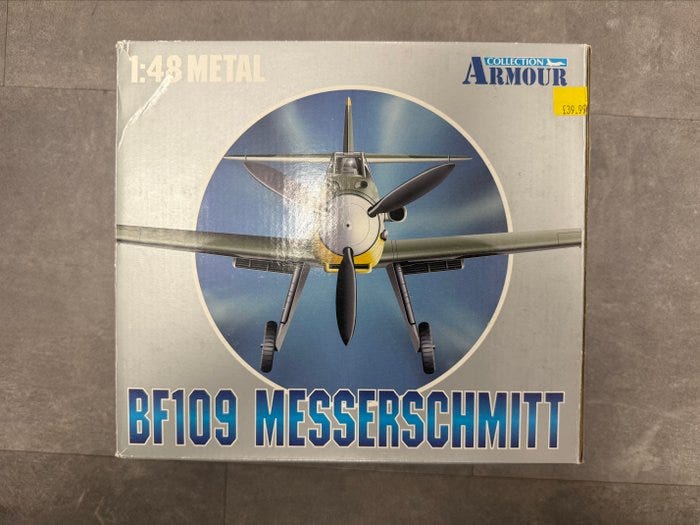 1:48 METAL
COLLECTION
ARMOUR
£39.99
BF109 MESSERSCHMITT